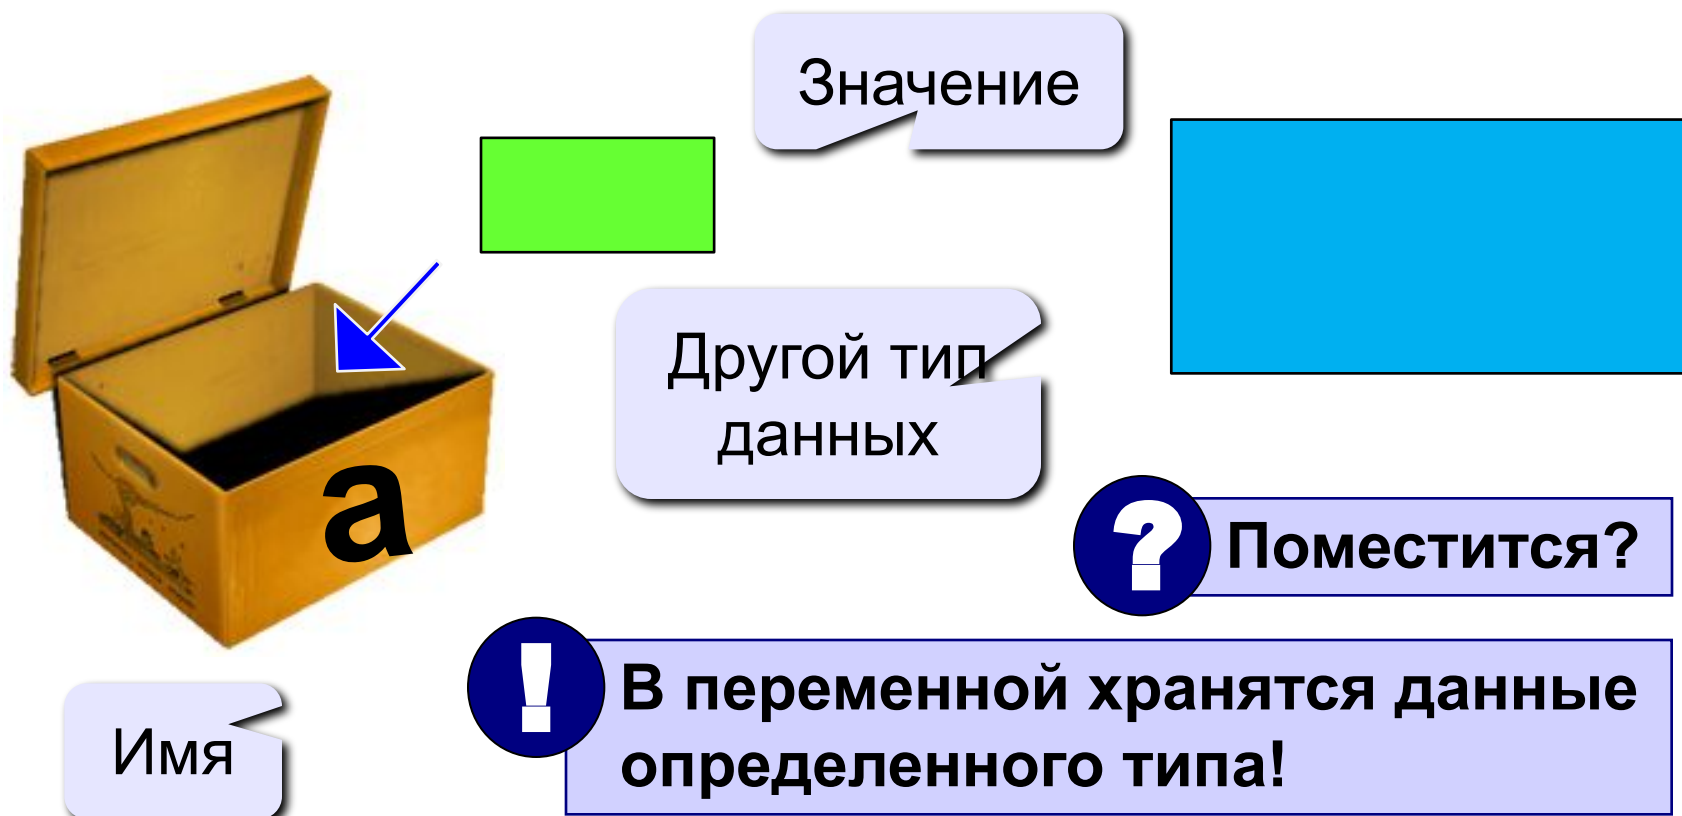 Значение
Другой тип
данных
a
?
Поместится?
!
В переменной хранятся данные
определенного типа!
Имя